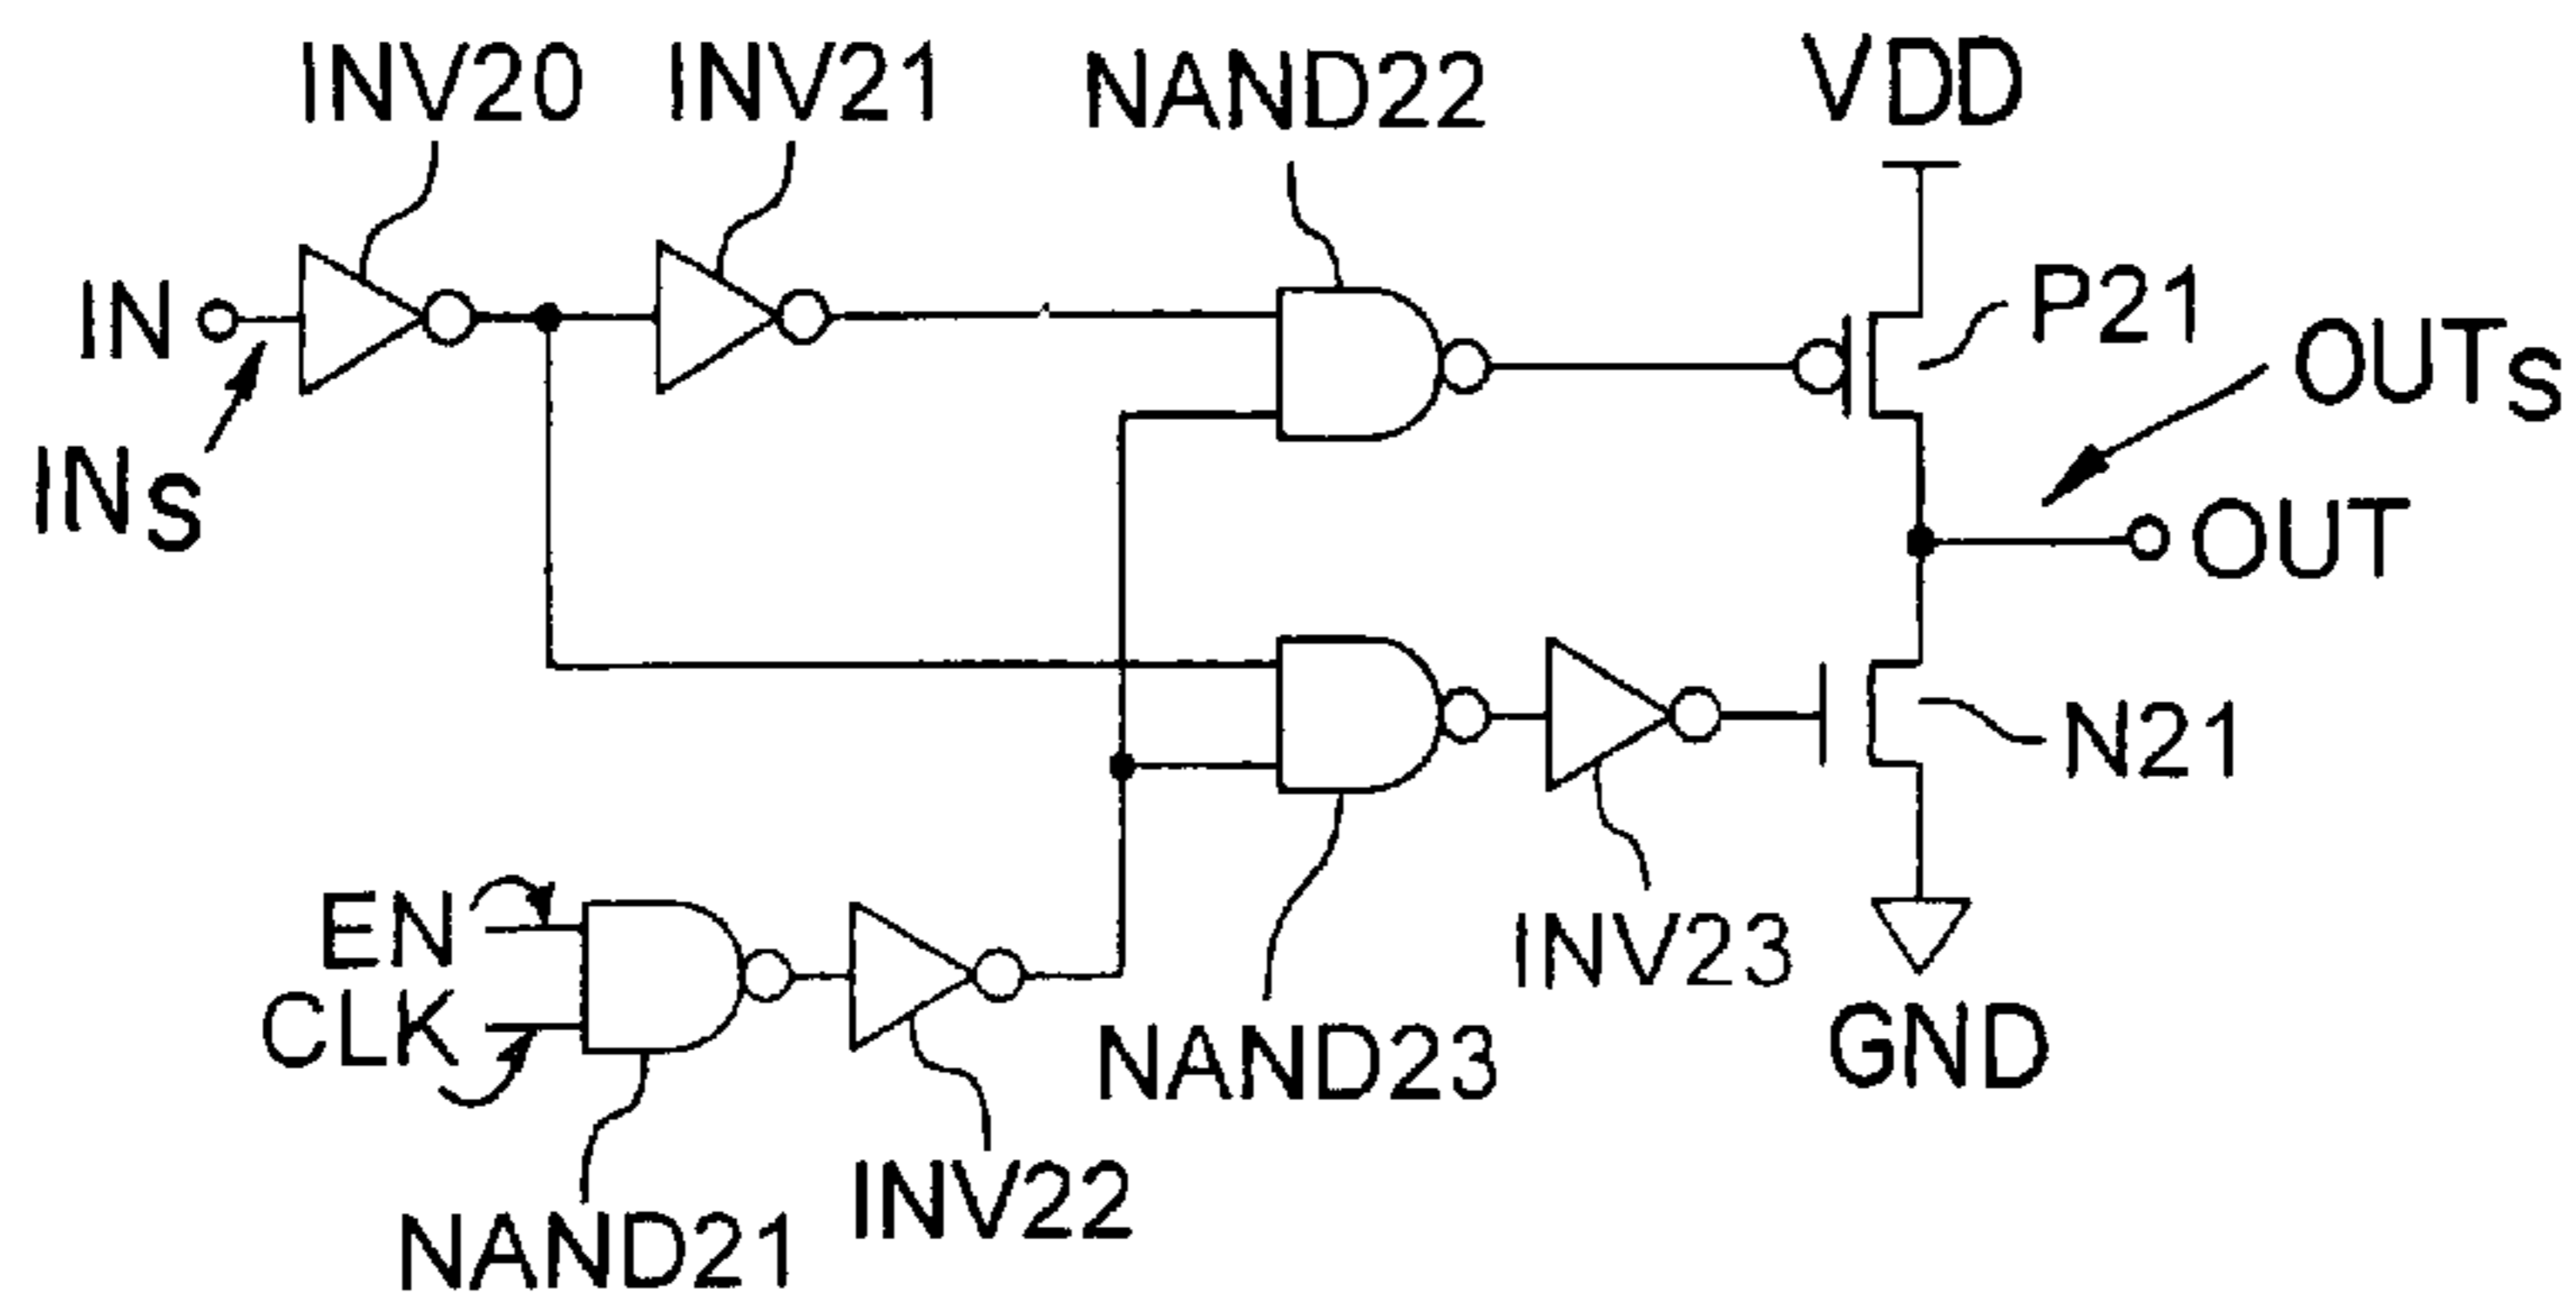 INV20
INV21
NAND22
VDD
IN
P21
OUTS
INS
OUT
N21
EN
CLK
INV23
GND
NAND23
INV22
NAND21